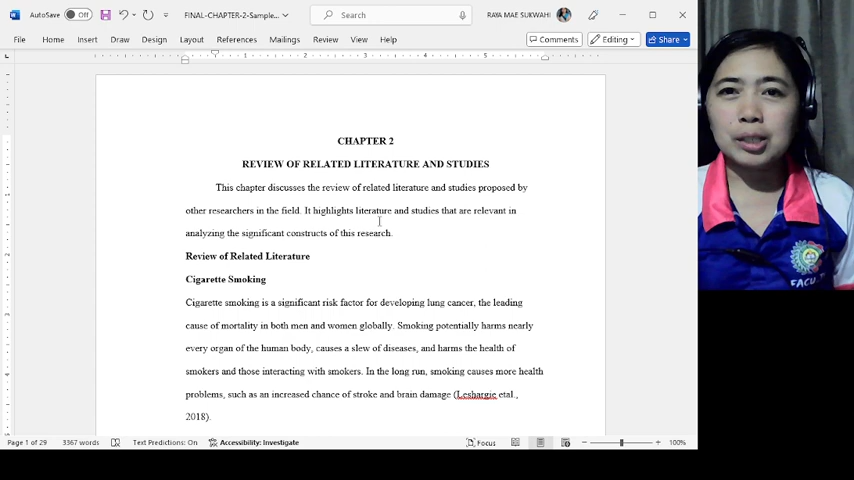 AutoSave Off FINAL-CHAPTER-2-Sample... Search RAYA MAE SUKWAHI
File Home Insert Draw Design Layout References Mailings Review View Help Comments Editing Share
1 2 3 4 5
CHAPTER 2
REVIEW OF RELATED LITERATURE AND STUDIES
This chapter discusses the review of related literature and studies proposed by
other researchers in the field. It highlights literature and studies that are relevant in
analyzing the significant constructs of this research.
Review of Related Literature
Cigarette Smoking
Cigarette smoking is a significant risk factor for developing lung cancer, the leading
cause of mortality in both men and women globally. Smoking potentially harms nearly
every organ of the human body, causes a slew of diseases, and harms the health of
smokers and those interacting with smokers. In the long run, smoking causes more health
problems, such as an increased chance of stroke and brain damage (Leshargie etal.,
2018).
Page 1 of 29 3367 words Text Predictions: On Accessibility: Investigate Focus 100%
FACUL